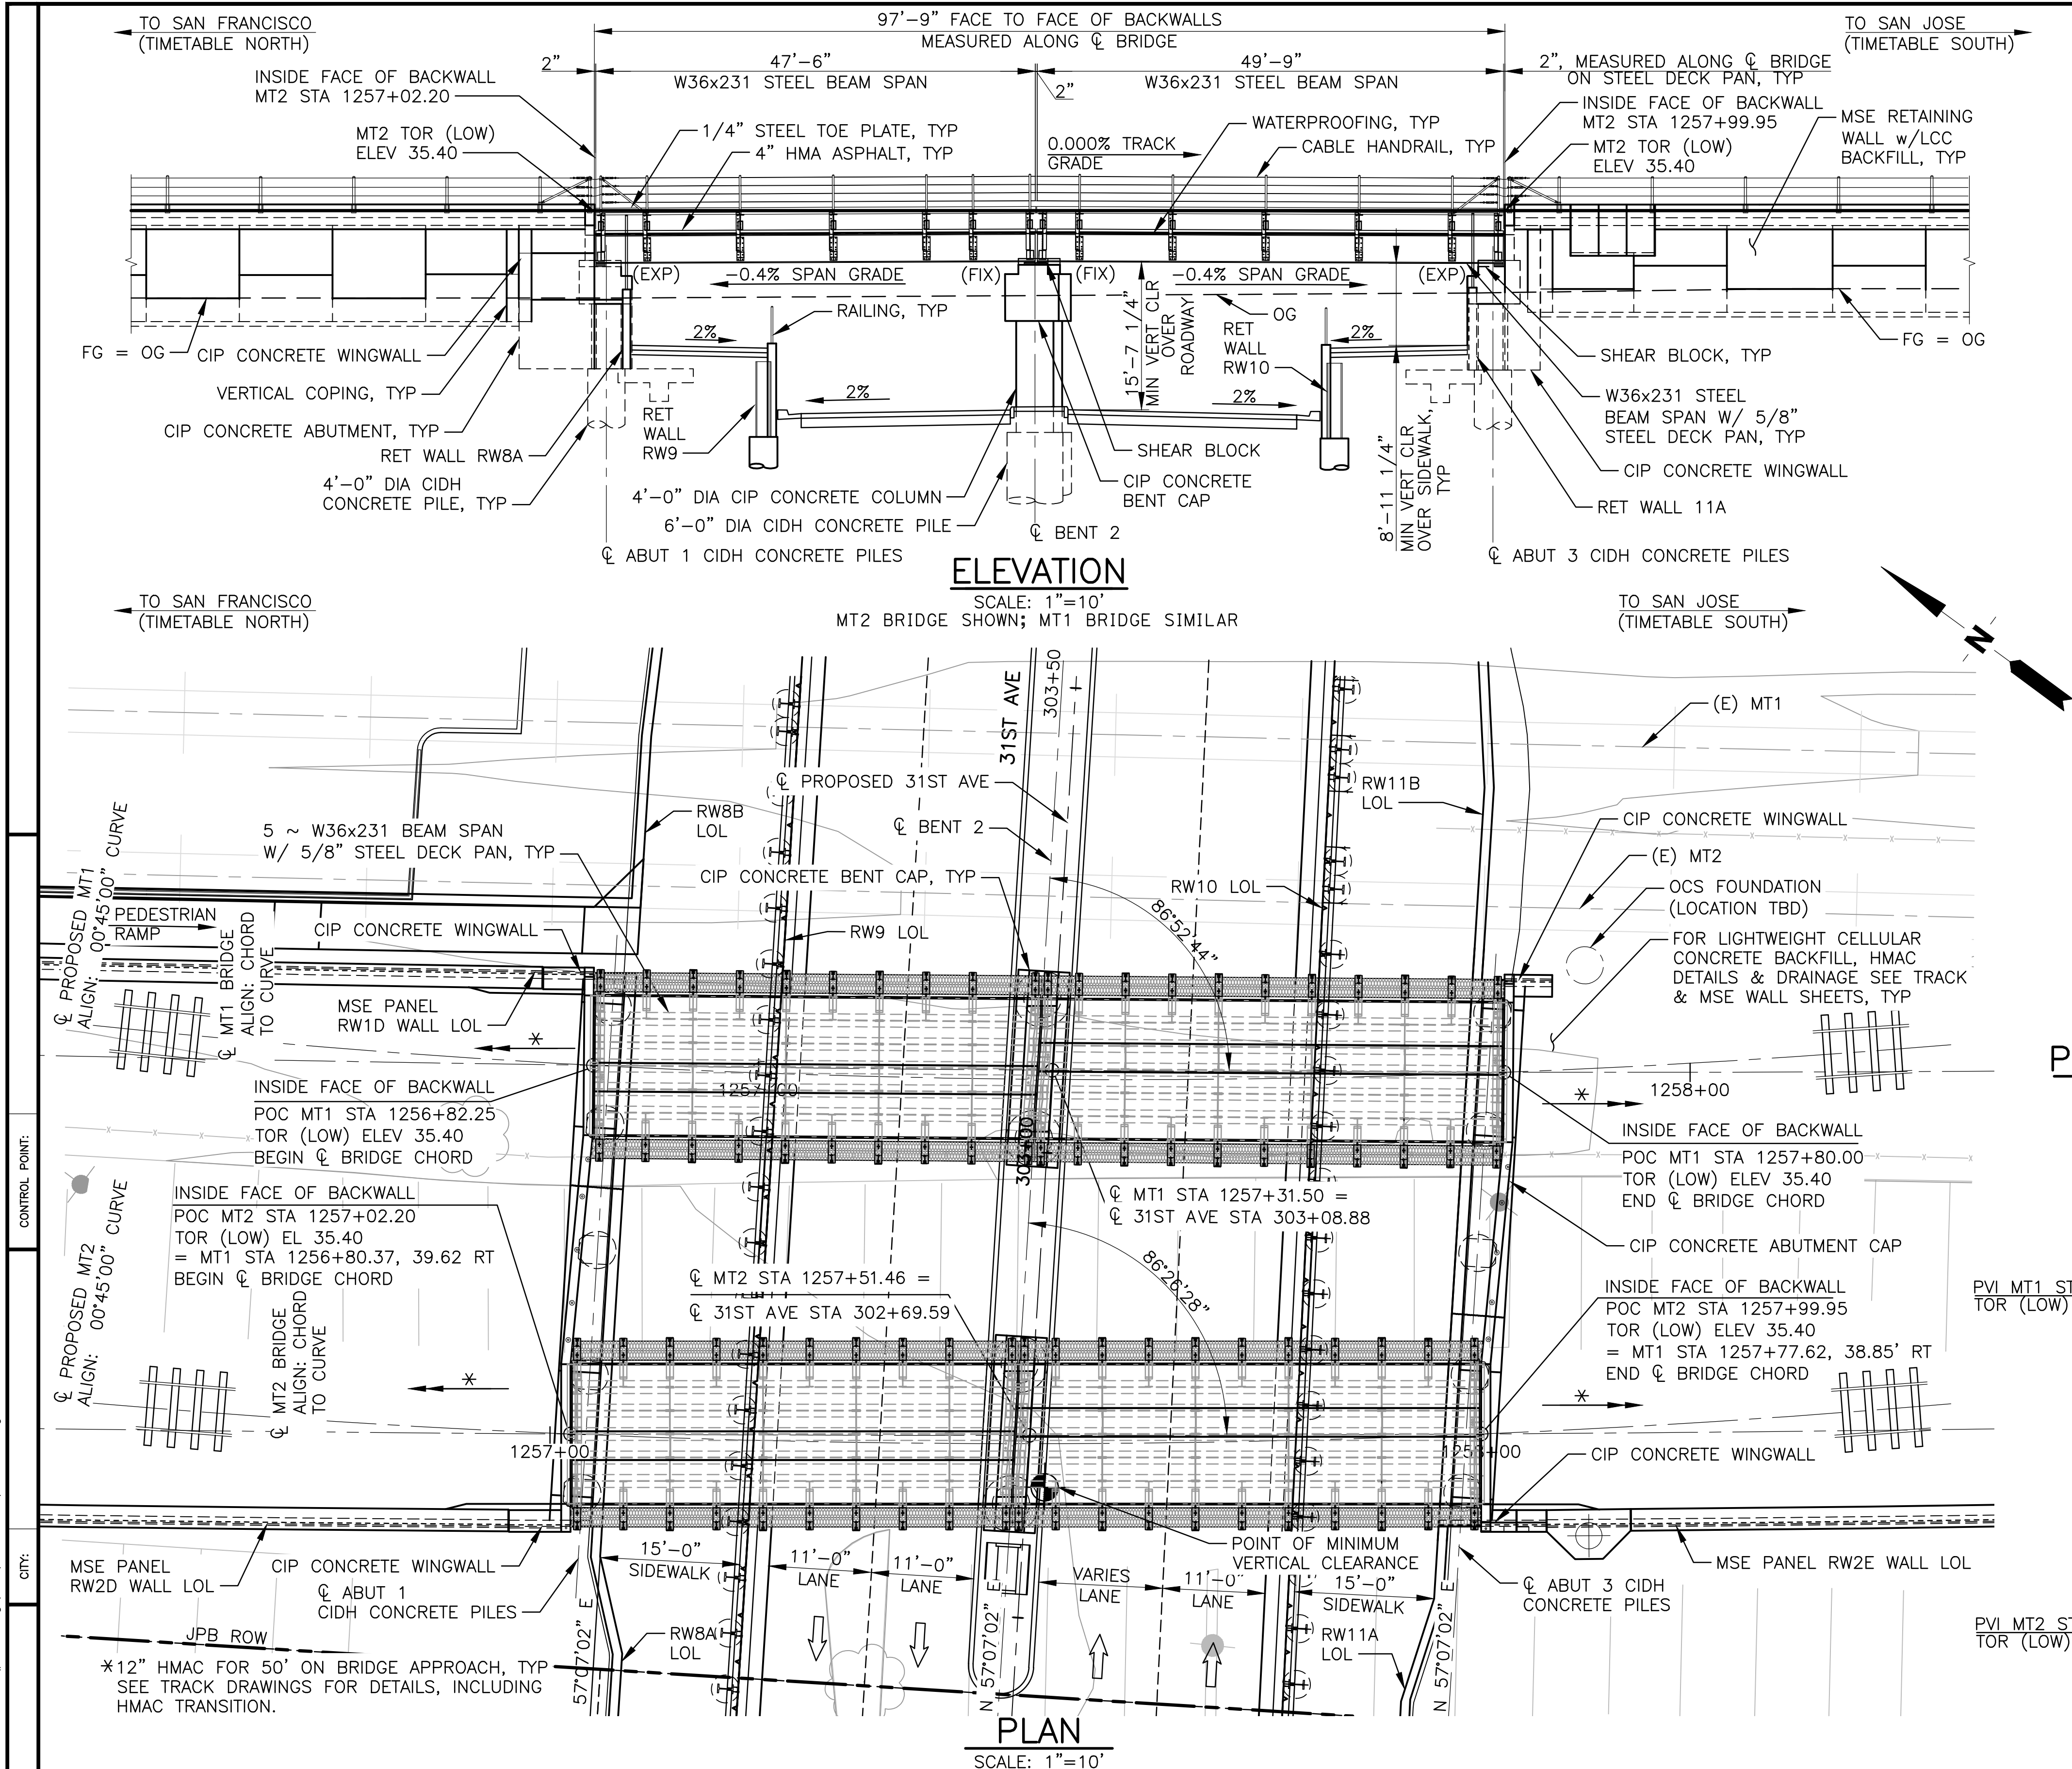 TO SAN FRANCISCO
(TIMETABLE NORTH)
97'-9" FACE TO FACE OF BACKWALLS
MEASURED ALONG ℄ BRIDGE
TO SAN JOSE
(TIMETABLE SOUTH)
2"
47'-6"
W36x231 STEEL BEAM SPAN
2"
49'-9"
W36x231 STEEL BEAM SPAN
2", MEASURED ALONG ℄ BRIDGE
ON STEEL DECK PAN, TYP
INSIDE FACE OF BACKWALL
MT2 STA 1257+02.20
MT2 TOR (LOW)
ELEV 35.40
1/4" STEEL TOE PLATE, TYP
4" HMA ASPHALT, TYP
0.000% TRACK
GRADE
WATERPROOFING, TYP
CABLE HANDRAIL, TYP
INSIDE FACE OF BACKWALL
MT2 STA 1257+99.95
MT2 TOR (LOW)
ELEV 35.40
MSE RETAINING
WALL w/LCC
BACKFILL, TYP
(EXP)
-0.4% SPAN GRADE
(FIX)
(FIX)
-0.4% SPAN GRADE
(EXP)
RAILING, TYP
OG
2%
2%
15'-7 1/4"
MIN VERT CLR
OVER
ROADWAY
RET
WALL
RW10
FG = OG
CIP CONCRETE WINGWALL
VERTICAL COPING, TYP
CIP CONCRETE ABUTMENT, TYP
RET WALL RW8A
4'-0" DIA CIDH
CONCRETE PILE, TYP
RET
WALL
RW9
2%
2%
4'-0" DIA CIP CONCRETE COLUMN
6'-0" DIA CIDH CONCRETE PILE
SHEAR BLOCK
CIP CONCRETE
BENT CAP
℄ BENT 2
8'-11 1/4"
MIN VERT CLR
OVER SIDEWALK,
TYP
FG = OG
SHEAR BLOCK, TYP
W36x231 STEEL
BEAM SPAN W/ 5/8"
STEEL DECK PAN, TYP
CIP CONCRETE WINGWALL
RET WALL 11A
℄ ABUT 1 CIDH CONCRETE PILES
℄ ABUT 3 CIDH CONCRETE PILES
ELEVATION
SCALE: 1"=10'
MT2 BRIDGE SHOWN; MT1 BRIDGE SIMILAR
TO SAN FRANCISCO
(TIMETABLE NORTH)
TO SAN JOSE
(TIMETABLE SOUTH)
N
31ST AVE
303+50
(E) MT1
℄ PROPOSED 31ST AVE
℄ BENT 2
RW11B
LOL
RW8B
LOL
5 ~ W36x231 BEAM SPAN
W/ 5/8" STEEL DECK PAN, TYP
CIP CONCRETE BENT CAP, TYP
RW10 LOL
86°52'44"
CIP CONCRETE WINGWALL
(E) MT2
OCS FOUNDATION
(LOCATION TBD)
℄ PROPOSED MT1
ALIGN: 00°45'00" CURVE
PEDESTRIAN
RAMP
℄ MT1 BRIDGE
ALIGN: CHORD
TO CURVE
CIP CONCRETE WINGWALL
RW9 LOL
FOR LIGHTWEIGHT CELLULAR
CONCRETE BACKFILL, HMAC
DETAILS & DRAINAGE SEE TRACK
& MSE WALL SHEETS, TYP
MSE PANEL
RW1D WALL LOL
*
INSIDE FACE OF BACKWALL
POC MT1 STA 1256+82.25
TOR (LOW) ELEV 35.40
BEGIN ℄ BRIDGE CHORD
1257+00
303+00
P
1258+00
*
INSIDE FACE OF BACKWALL
POC MT1 STA 1257+80.00
TOR (LOW) ELEV 35.40
END ℄ BRIDGE CHORD
CONTROL POINT:
INSIDE FACE OF BACKWALL
POC MT2 STA 1257+02.20
TOR (LOW) EL 35.40
= MT1 STA 1256+80.37, 39.62 RT
BEGIN ℄ BRIDGE CHORD
℄ MT1 STA 1257+31.50 =
℄ 31ST AVE STA 303+08.88
CIP CONCRETE ABUTMENT CAP
℄ MT2 STA 1257+51.46 =
℄ 31ST AVE STA 302+69.59
86°26'28"
INSIDE FACE OF BACKWALL
POC MT2 STA 1257+99.95
TOR (LOW) ELEV 35.40
= MT1 STA 1257+77.62, 38.85' RT
END ℄ BRIDGE CHORD
PVI MT1 ST
TOR (LOW)
℄ PROPOSED MT2
ALIGN: 00°45'00" CURVE
℄ MT2 BRIDGE
ALIGN: CHORD
TO CURVE
*
*
1257+00
1258+00
CIP CONCRETE WINGWALL
CITY:
MSE PANEL
RW2D WALL LOL
CIP CONCRETE WINGWALL
℄ ABUT 1
CIDH CONCRETE PILES
15'-0"
SIDEWALK
11'-0"
LANE
11'-0"
LANE
VARIES
LANE
11'-0"
LANE
15'-0"
SIDEWALK
POINT OF MINIMUM
VERTICAL CLEARANCE
MSE PANEL RW2E WALL LOL
℄ ABUT 3 CIDH
CONCRETE PILES
57°07'02" E
N 57°07'02" E
N 57°07'02" E
RW8A
LOL
RW11A
LOL
JPB ROW
PVI MT2 ST
TOR (LOW)
*12" HMAC FOR 50' ON BRIDGE APPROACH, TYP
SEE TRACK DRAWINGS FOR DETAILS, INCLUDING
HMAC TRANSITION.
PLAN
SCALE: 1"=10'